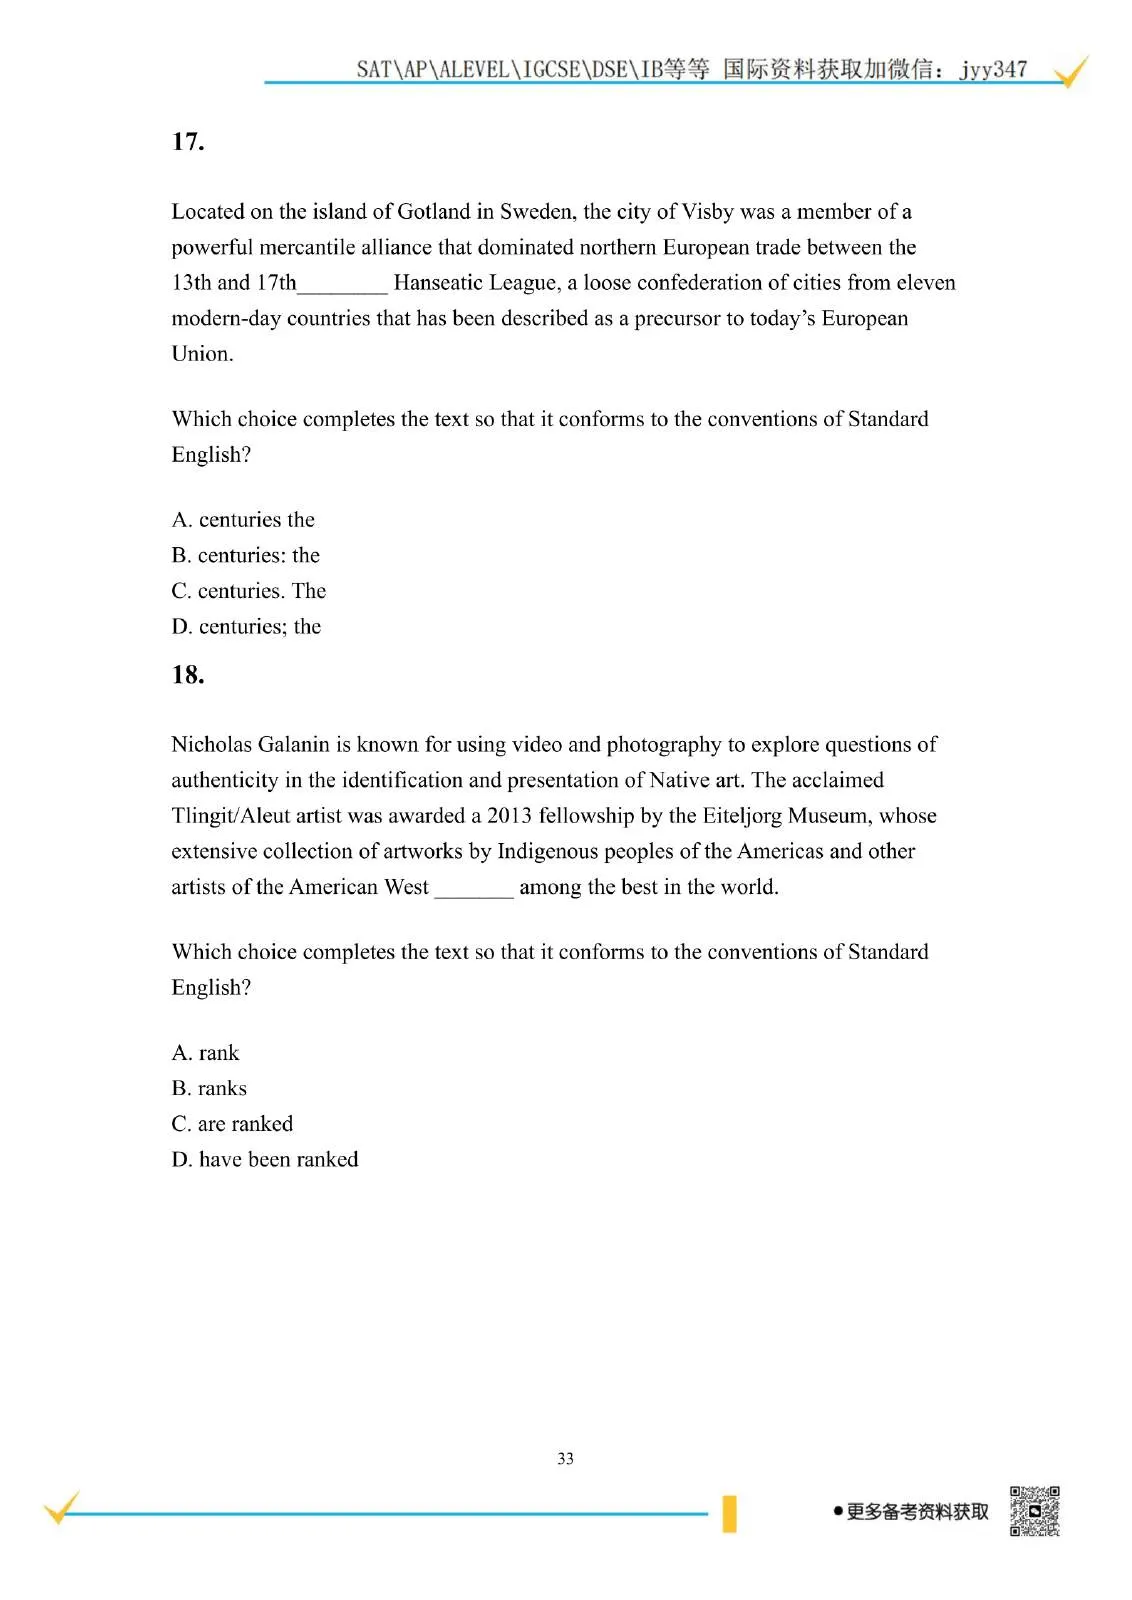 SAT\AP\ALEVEL\IGCSE\DSE\IB等等 国际资料获取加微信：jyy347
17.
Located on the island of Gotland in Sweden, the city of Visby was a member of a
powerful mercantile alliance that dominated northern European trade between the
13th and 17th________ Hanseatic League, a loose confederation of cities from eleven
modern-day countries that has been described as a precursor to today’s European
Union.
Which choice completes the text so that it conforms to the conventions of Standard
English?
A. centuries the
B. centuries: the
C. centuries. The
D. centuries; the
18.
Nicholas Galanin is known for using video and photography to explore questions of
authenticity in the identification and presentation of Native art. The acclaimed
Tlingit/Aleut artist was awarded a 2013 fellowship by the Eiteljorg Museum, whose
extensive collection of artworks by Indigenous peoples of the Americas and other
artists of the American West _______ among the best in the world.
Which choice completes the text so that it conforms to the conventions of Standard
English?
A. rank
B. ranks
C. are ranked
D. have been ranked
33
●更多备考资料获取